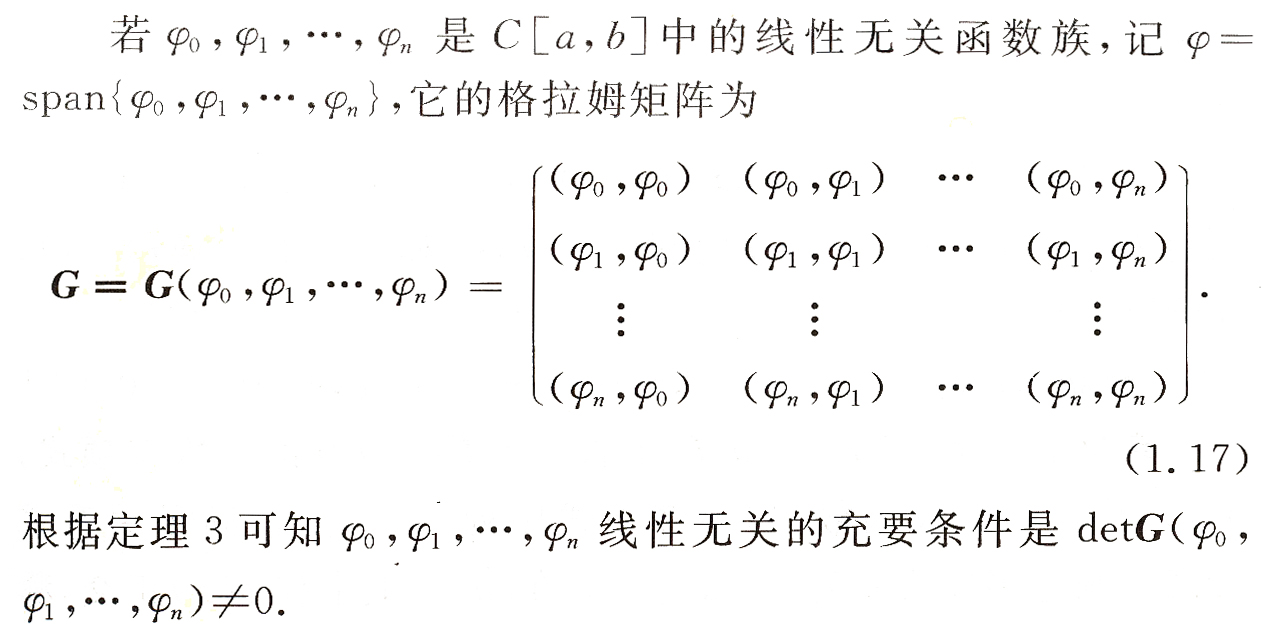 若 φ₀,φ₁,⋯,φₙ 是 C[a,b]中的线性无关函数族,记 φ=
span{φ₀,φ₁,⋯,φₙ},它的格拉姆矩阵为
G = G(φ₀,φ₁,⋯,φₙ) =
(φ₀,φ₀) (φ₀,φ₁) ⋯ (φ₀,φₙ)
(φ₁,φ₀) (φ₁,φ₁) ⋯ (φ₁,φₙ)
⋮ ⋮ ⋮
(φₙ,φ₀) (φₙ,φ₁) ⋯ (φₙ,φₙ)
.
(1.17)
根据定理 3 可知 φ₀,φ₁,⋯,φₙ 线性无关的充要条件是 detG(φ₀,
φ₁,⋯,φₙ)≠0.